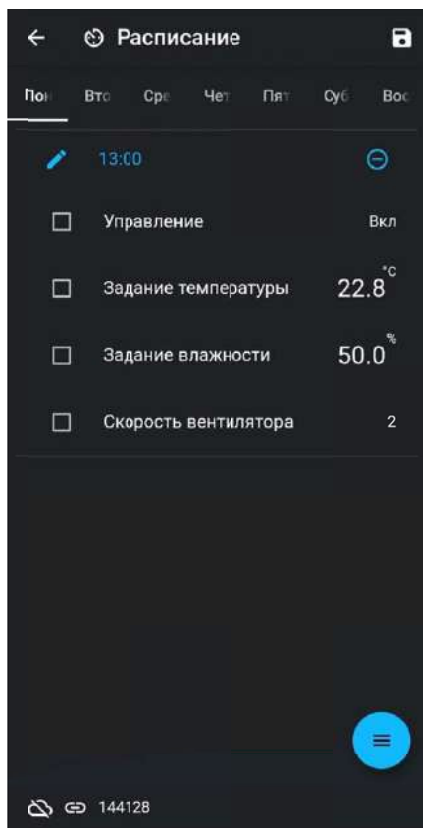 Расписание
Пон Вто Сре Чет Пят Суб Вос
13:00
Управление Вкл
Задание температуры 22.8 °C
Задание влажности 50.0 %
Скорость вентилятора 2
144128